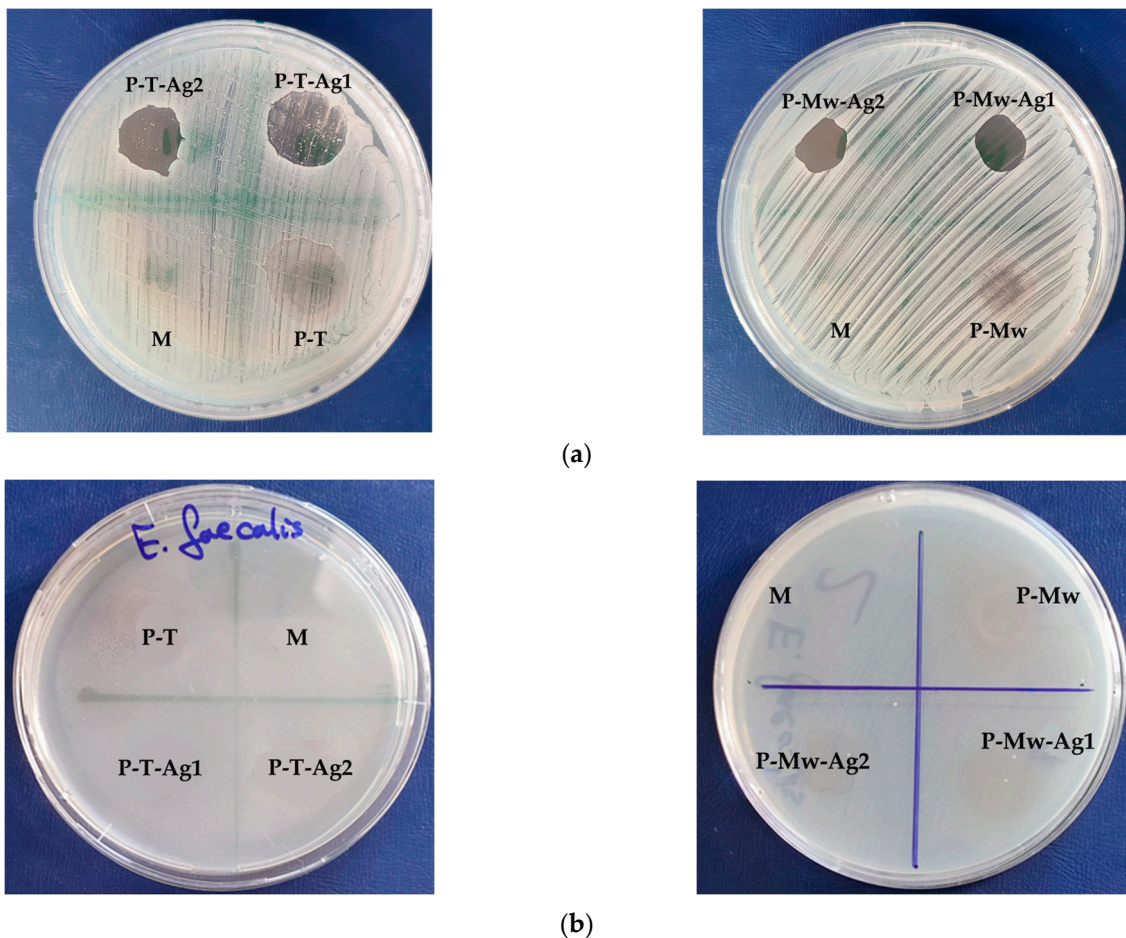 P-T-Ag2 P-T-Ag1
M P-T
P-Mw-Ag2 P-Mw-Ag1
M P-Mw
(a)
E. faecalis
P-T M
P-T-Ag1 P-T-Ag2
M P-Mw
P-Mw-Ag2 P-Mw-Ag1
(b)